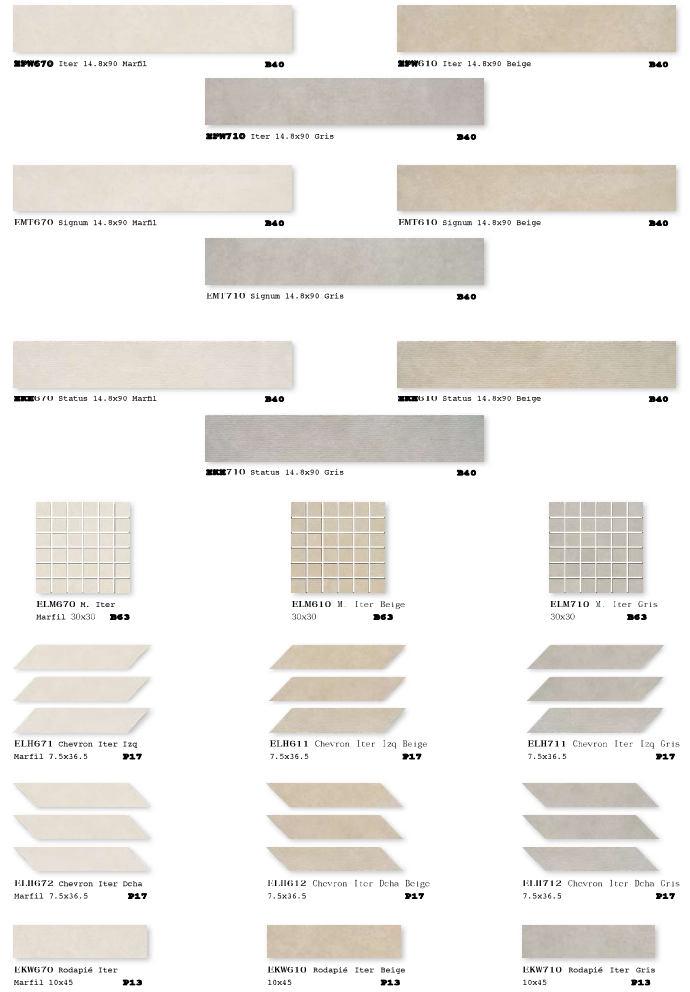 Iter 14.8x90 Marfil B40
610 Iter 14.8x90 Beige B40
710 Iter 14.8x90 Gris B40
EMT670 Signum 14.8x90 Marfil B40
EMT610 Signum 14.8x90 Beige B40
EMT710 Signum 14.8x90 Gris B40
670 Status 14.8x90 Marfil B40
610 Status 14.8x90 Beige B40
710 Status 14.8x90 Gris B40
ELM670 M. Iter
Marfil 30x30 B63
ELM610 M. Iter Beige
30x30 B63
ELM710 M. Iter Gris
30x30 B63
ELH671 Chevron Iter Izq
Marfil 7.5x36.5 P17
ELH611 Chevron Iter Izq Beige
7.5x36.5 P17
ELH711 Chevron Iter Izq Gris
7.5x36.5 P17
ELH672 Chevron Iter Dcha
Marfil 7.5x36.5 P17
ELH612 Chevron Iter Dcha Beige
7.5x36.5 P17
ELH712 Chevron Iter Dcha Gris
7.5x36.5 P17
EKW670 Rodapié Iter
Marfil 10x45 P13
EKW610 Rodapié Iter Beige
10x45 P13
EKW710 Rodapié Iter Gris
10x45 P13